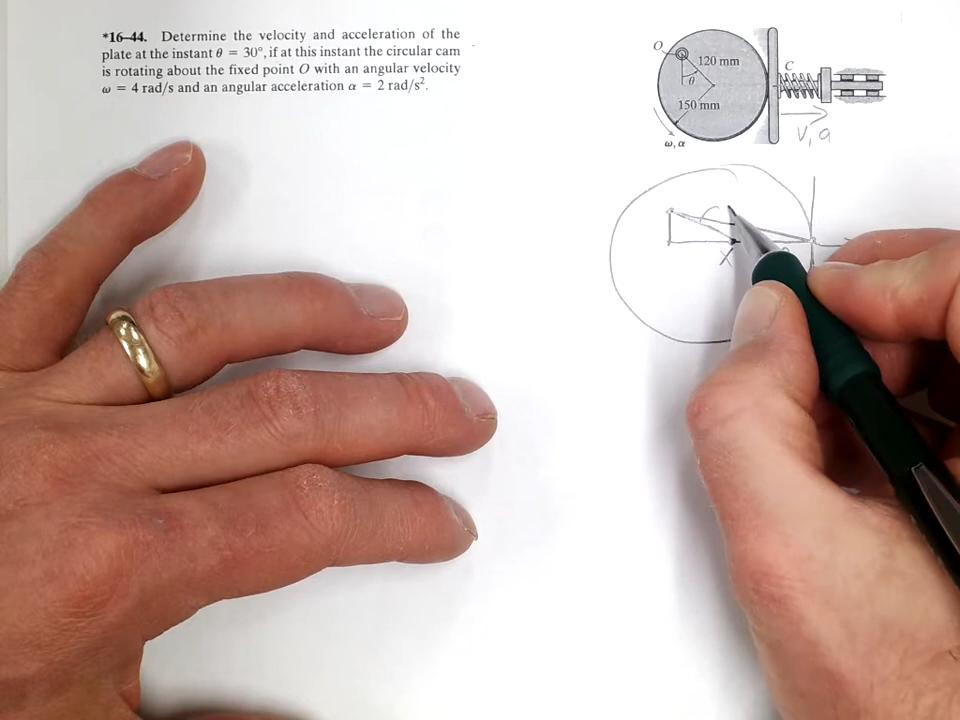 *16–44. Determine the velocity and acceleration of the
plate at the instant θ = 30°, if at this instant the circular cam
is rotating about the fixed point O with an angular velocity
ω = 4 rad/s and an angular acceleration α = 2 rad/s².
O
120 mm
θ
C
150 mm
ω, α
V, a
X